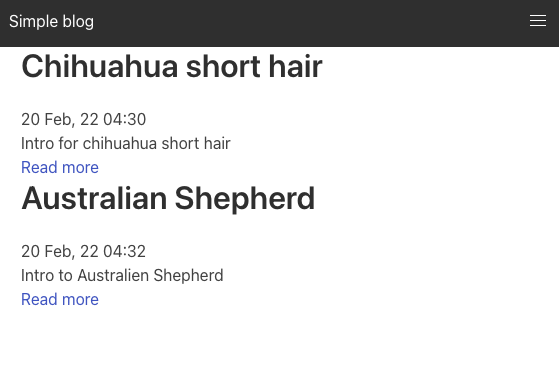 Simple blog
Chihuahua short hair
20 Feb, 22 04:30
Intro for chihuahua short hair
Read more
Australian Shepherd
20 Feb, 22 04:32
Intro to Australien Shepherd
Read more